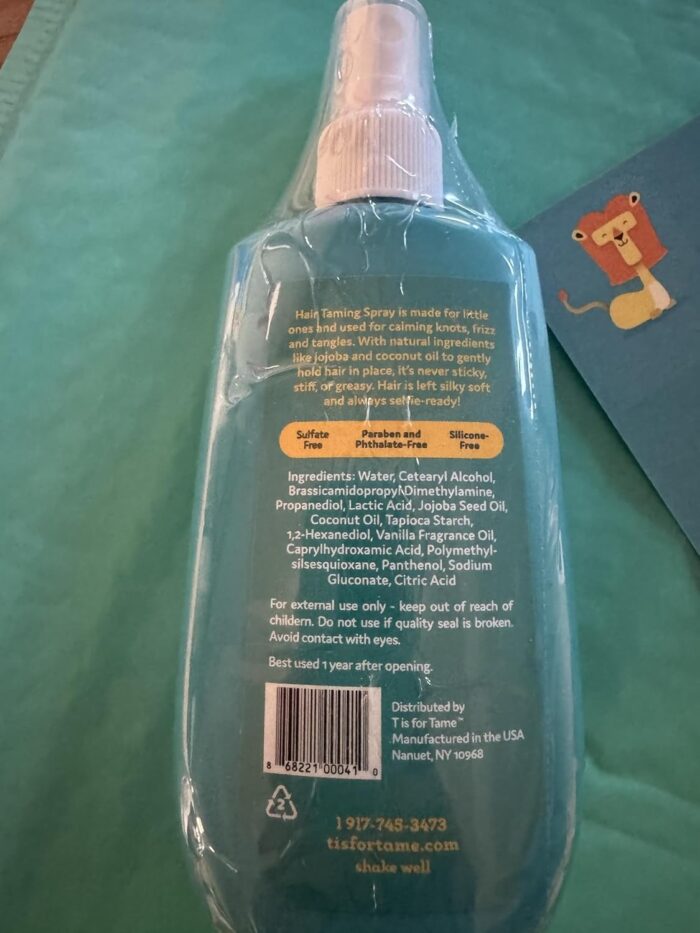 Hair Taming Spray is made for little
ones and used for calming knots, frizz
and tangles. With natural ingredients
like jojoba and coconut oil to gently
hold hair in place, it's never sticky,
stiff, or greasy. Hair is left silky soft
and always selfie-ready!
Sulfate Free
Paraben and Phthalate-Free
Silicone-Free
Ingredients: Water, Cetearyl Alcohol,
Brassicamidopropyl Dimethylamine,
Propanediol, Lactic Acid, Jojoba Seed Oil,
Coconut Oil, Tapioca Starch,
1,2-Hexanediol, Vanilla Fragrance Oil,
Caprylhydroxamic Acid, Polymethyl-
silsesquioxane, Panthenol, Sodium
Gluconate, Citric Acid
For external use only - keep out of reach of
childern. Do not use if quality seal is broken.
Avoid contact with eyes.
Best used 1 year after opening.
8 68221 00041 0
Distributed by
T is for Tame™
Manufactured in the USA
Nanuet, NY 10968
2
1 917-745-3473
tisfortame.com
shake well